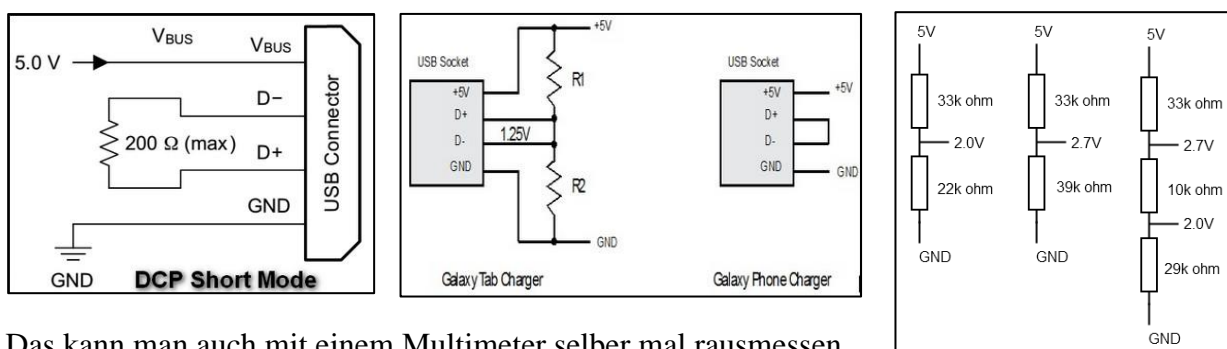 VBUS
VBUS
5.0 V
D−
200 Ω (max)
D+
GND
GND
USB Connector
DCP Short Mode
+5V
USB Socket
+5V
D+
D-
GND
1.25V
R1
R2
GND
Galaxy Tab Charger
USB Socket
+5V
D+
D-
GND
+5V
GND
Galaxy Phone Charger
5V
33k ohm
2.0V
22k ohm
GND
5V
33k ohm
2.7V
39k ohm
GND
5V
33k ohm
2.7V
10k ohm
2.0V
29k ohm
GND
Das kann man auch mit einem Multimeter selber mal rausmessen